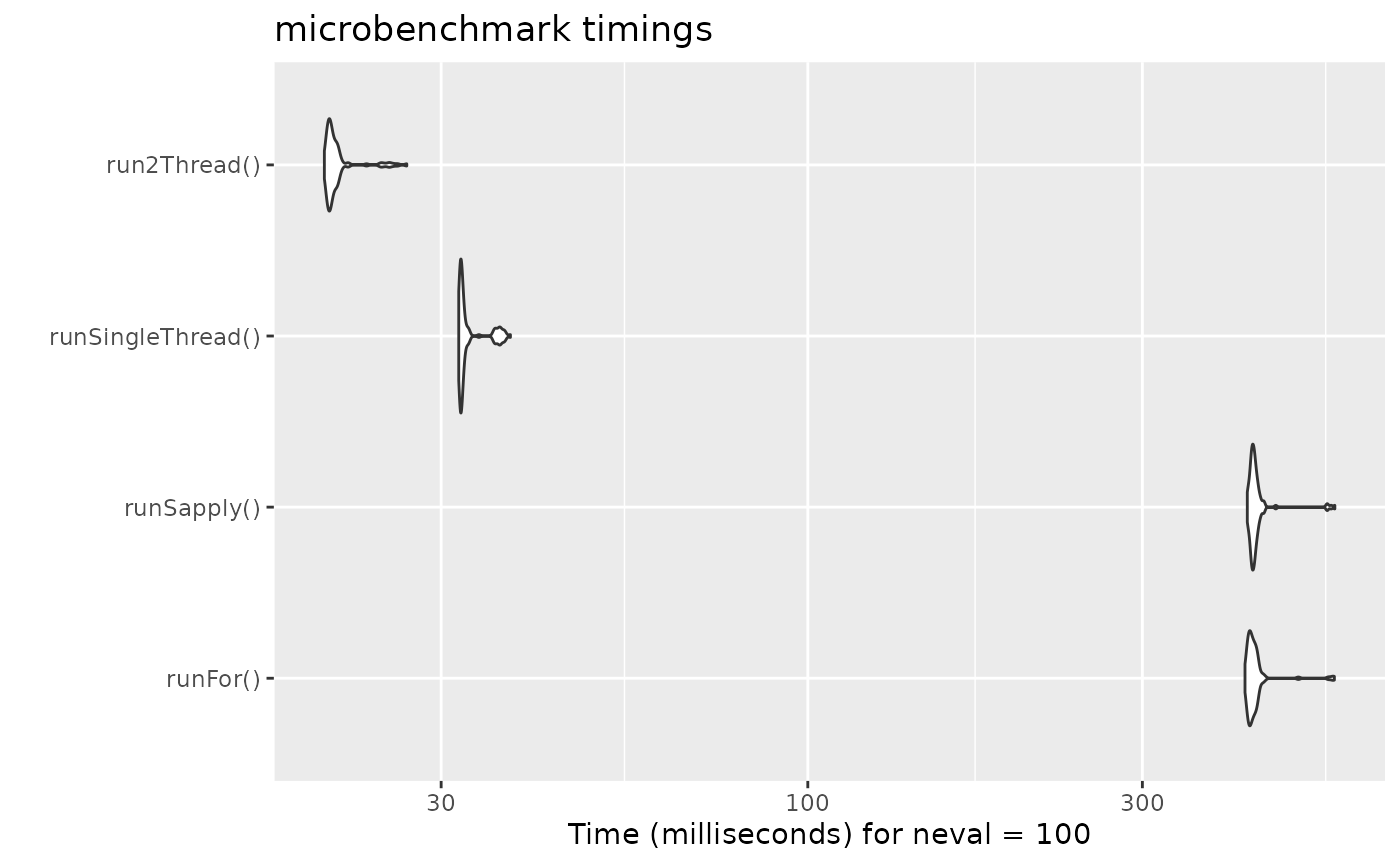 microbenchmark timings
run2Thread()
runSingleThread()
runSapply()
runFor()
30
100
300
Time (milliseconds) for neval = 100